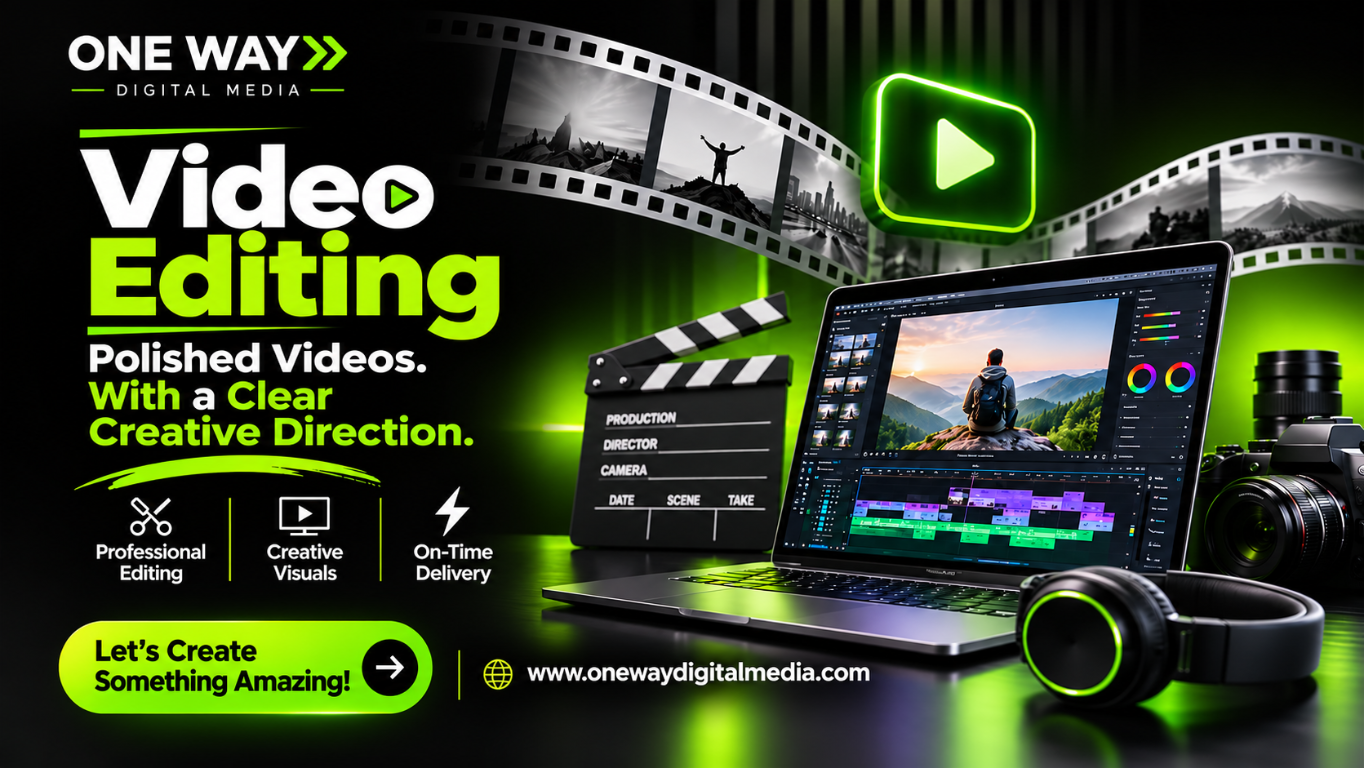 ONE WAY
DIGITAL MEDIA
Video
Editing
Polished Videos.
With a Clear
Creative Direction.
Professional
Editing
Creative
Visuals
On-Time
Delivery
Let's Create
Something Amazing!
www.onewaydigitalmedia.com
PRODUCTION
DIRECTOR
CAMERA
DATE SCENE TAKE